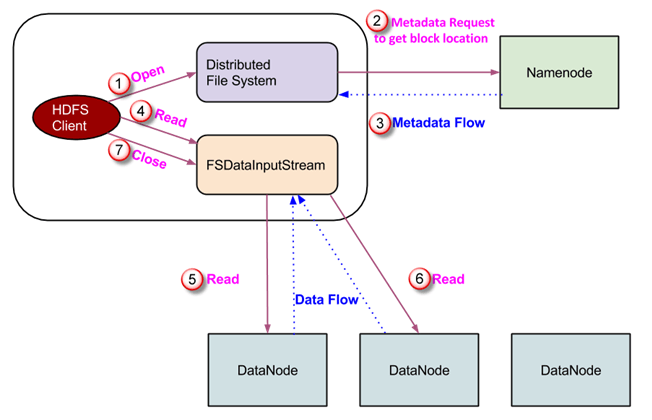 2 Metadata Request
to get block location
Distributed
File System
Namenode
1 Open
HDFS
Client
4 Read
3 Metadata Flow
7 Close
FSDataInputStream
5 Read
6 Read
Data Flow
DataNode
DataNode
DataNode